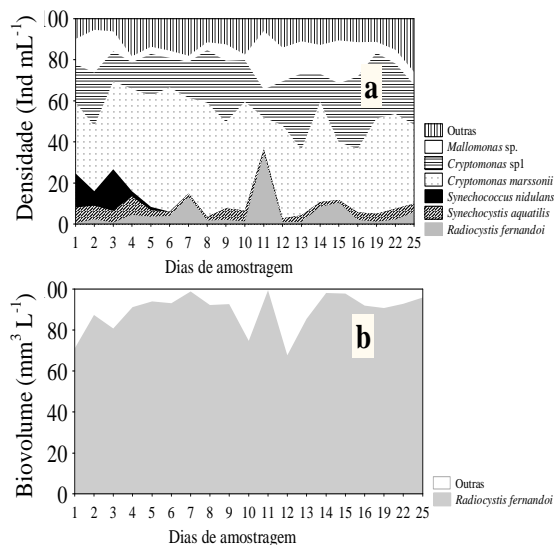 Densidade (Ind mL-1)
00
80
60
40
20
0
a
1 2 3 4 5 6 7 8 9 10 11 12 13 14 15 16 19 22 25
Dias de amostragem
Outras
Mallomonas sp.
Cryptomonas sp1
Cryptomonas marssonii
Synechococcus nidulans
Synechocystis aquatilis
Radiocystis fernandoi
Biovolume (mm3 L-1)
00
80
60
40
20
0
b
1 2 3 4 5 6 7 8 9 10 11 12 13 14 15 16 19 22 25
Dias de amostragem
Outras
Radiocystis fernandoi